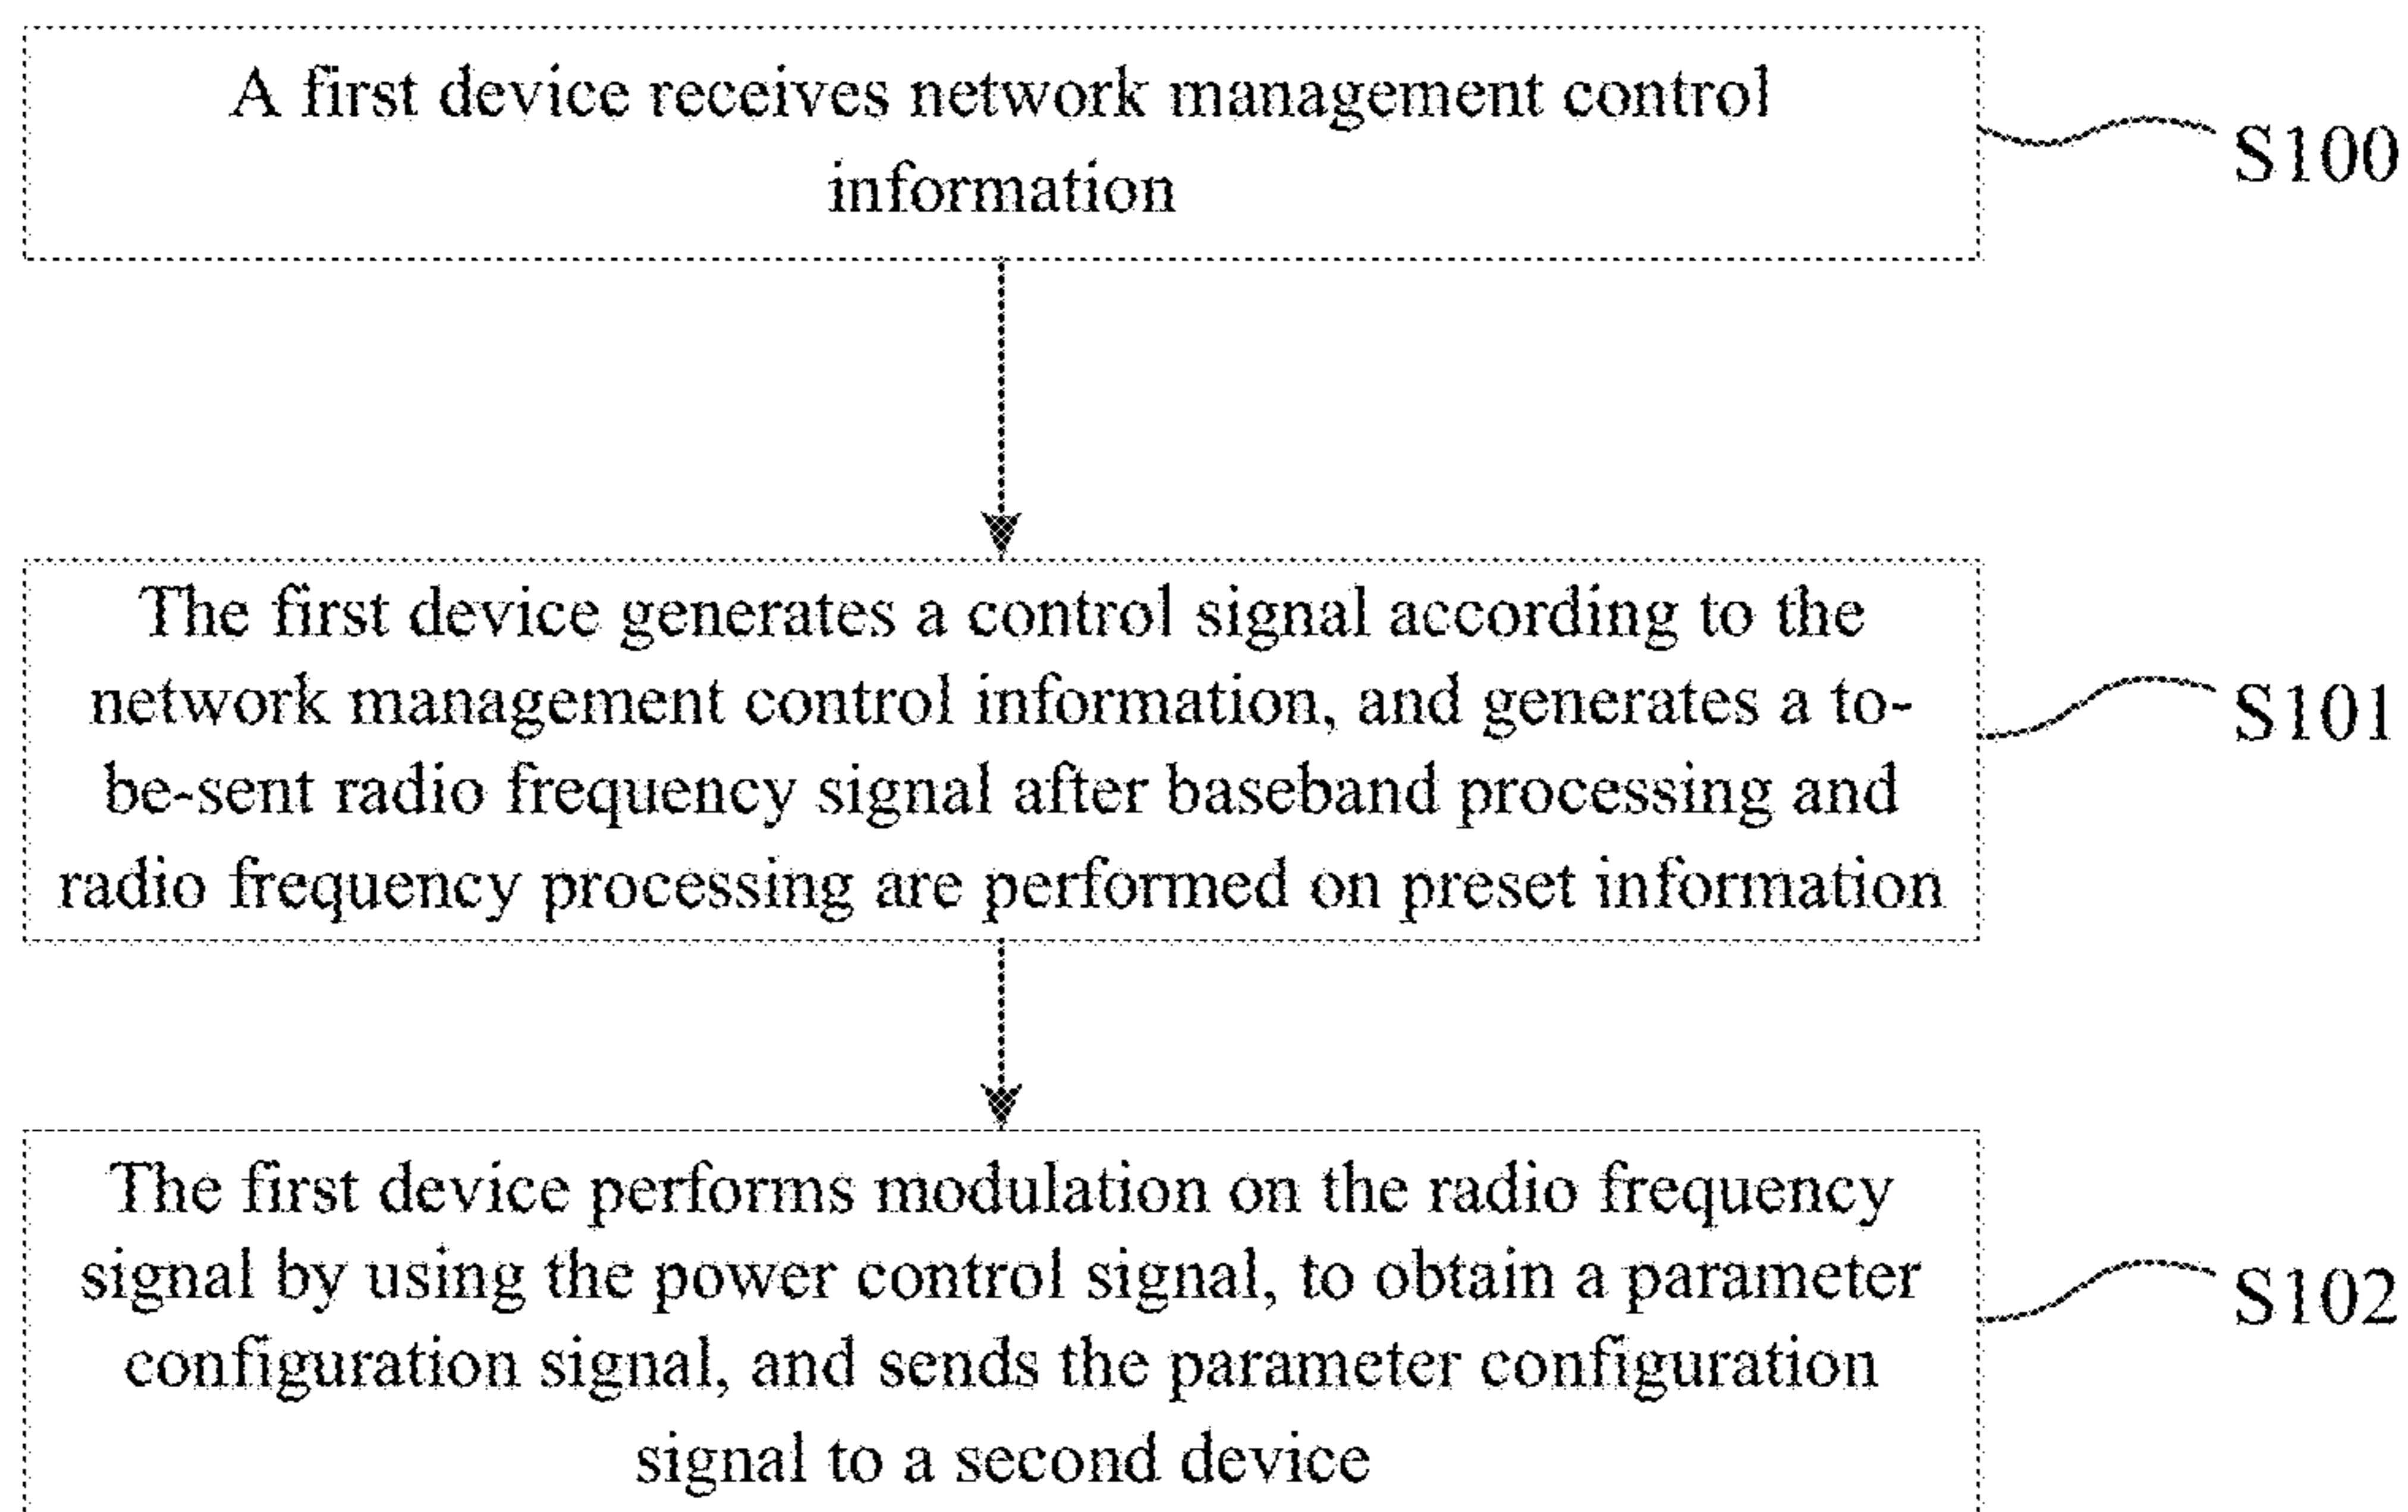 A first device receives network management control
information
S100
The first device generates a control signal according to the
network management control information, and generates a to-
be-sent radio frequency signal after baseband processing and
radio frequency processing are performed on preset information
S101
The first device performs modulation on the radio frequency
signal by using the power control signal, to obtain a parameter
configuration signal, and sends the parameter configuration
signal to a second device
S102